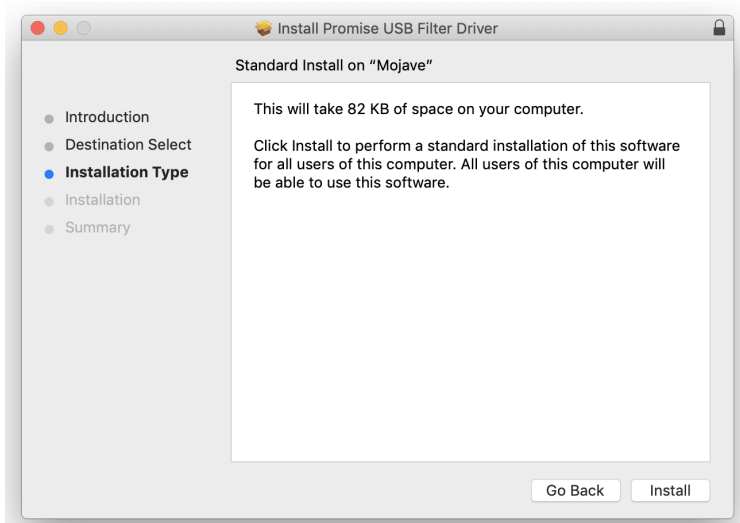 Install Promise USB Filter Driver
Standard Install on “Mojave”
Introduction
Destination Select
Installation Type
Installation
Summary
This will take 82 KB of space on your computer.
Click Install to perform a standard installation of this software
for all users of this computer. All users of this computer will
be able to use this software.
Go Back
Install